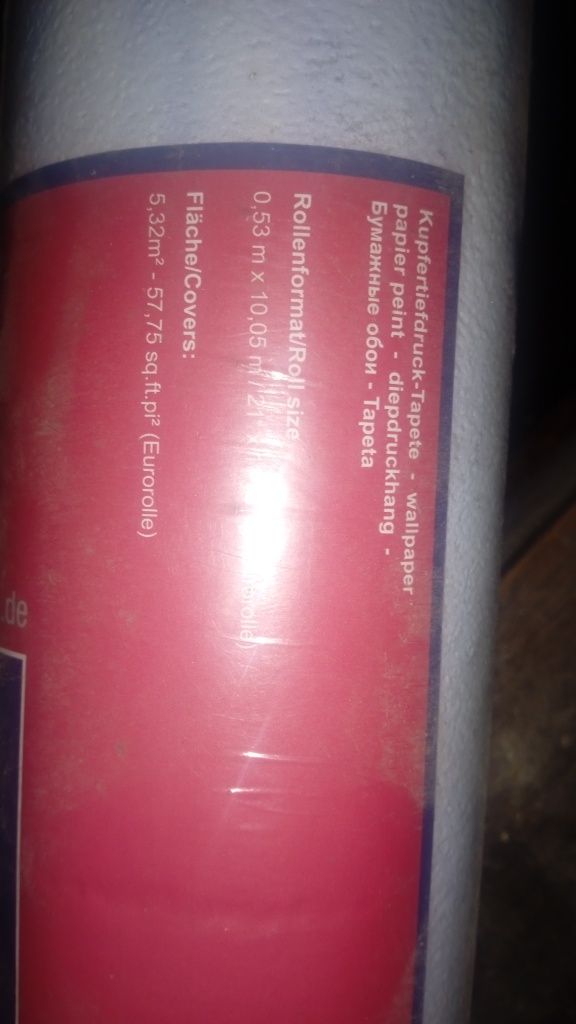 Kupfertiefdruck-Tapete - wallpaper
papier peint - diepdruckhang -
Бумажные обои - Tapeta
Rollenformat/Roll size
0,53 m x 10,05 m / 21"
Fläche/Covers:
5,32m² - 57,75 sq.ft.pi² (Eurorolle)
.de